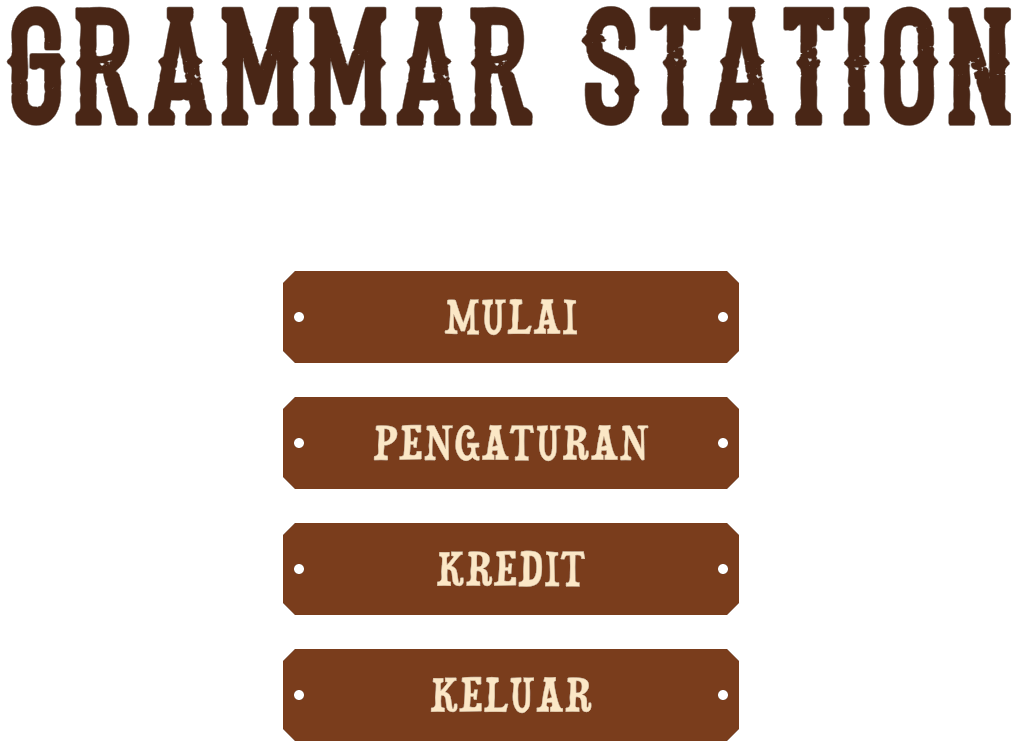 GRAMMAR STATION
MULAI
PENGATURAN
KREDIT
KELUAR